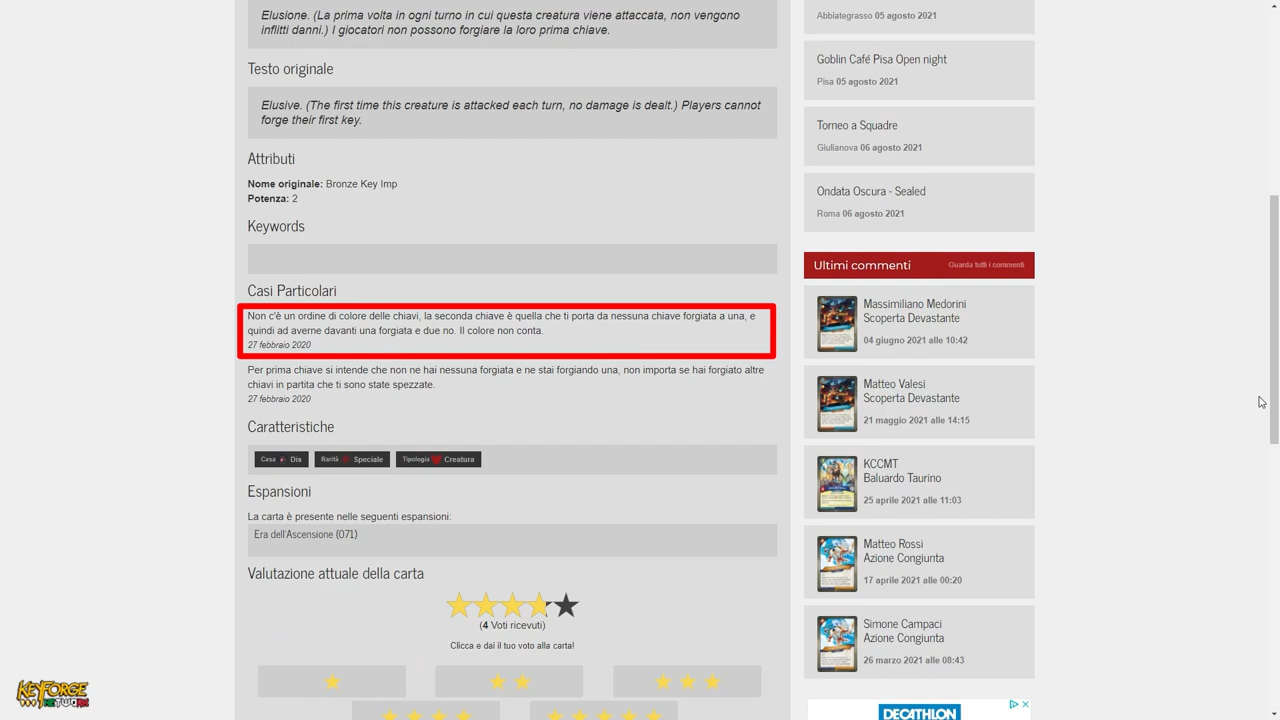 Elusione. (La prima volta in ogni turno in cui questa creatura viene attaccata, non vengono
inflitti danni.) I giocatori non possono forgiare la loro prima chiave.
Testo originale
Elusive. (The first time this creature is attacked each turn, no damage is dealt.) Players cannot
forge their first key.
Attributi
Nome originale: Bronze Key Imp
Potenza: 2
Keywords
Casi Particolari
Non c'è un ordine di colore delle chiavi, la seconda chiave è quella che ti porta da nessuna chiave forgiata a una, e
quindi ad averne davanti una forgiata e due no. Il colore non conta.
27 febbraio 2020
Per prima chiave si intende che non ne hai nessuna forgiata e ne stai forgiando una, non importa se hai forgiato altre
chiavi in partita che ti sono state spezzate.
27 febbraio 2020
Caratteristiche
Casa Dis Rarità Speciale Tipologia Creatura
Espansioni
La carta è presente nelle seguenti espansioni:
Era dell'Ascensione (071)
Valutazione attuale della carta
(4 Voti ricevuti)
Clicca e dai il tuo voto alla carta!
KEYFORGE
NETWORK
Abbiategrasso 05 agosto 2021
Goblin Café Pisa Open night
Pisa 05 agosto 2021
Torneo a Squadre
Giulianova 06 agosto 2021
Ondata Oscura - Sealed
Roma 06 agosto 2021
Ultimi commenti Guarda tutti i commenti
Massimiliano Medorini
Scoperta Devastante
04 giugno 2021 alle 10:42
Matteo Valesi
Scoperta Devastante
21 maggio 2021 alle 14:15
KCCMT
Baluardo Taurino
25 aprile 2021 alle 11:03
Matteo Rossi
Azione Congiunta
17 aprile 2021 alle 00:20
Simone Campaci
Azione Congiunta
26 marzo 2021 alle 08:43
DECATHLON